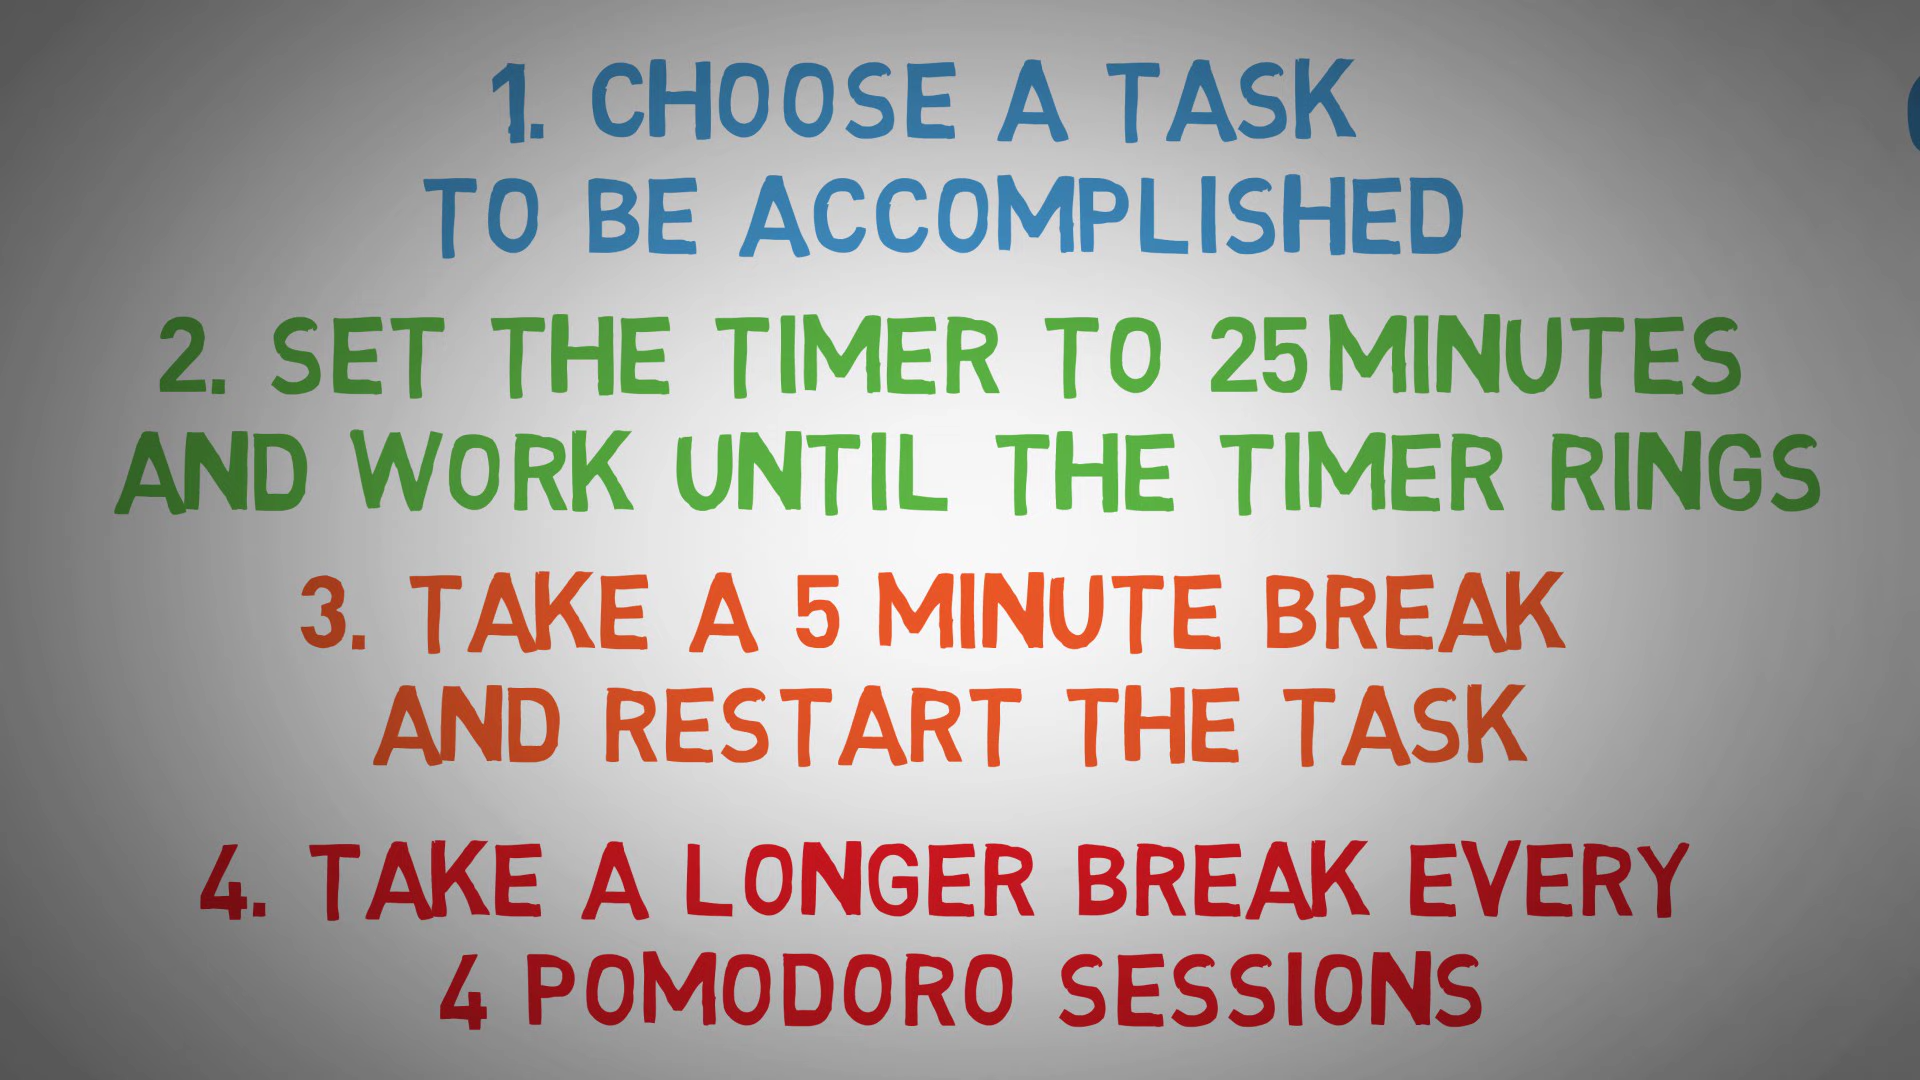 1. CHOOSE A TASK
TO BE ACCOMPLISHED
2. SET THE TIMER TO 25 MINUTES
AND WORK UNTIL THE TIMER RINGS
3. TAKE A 5 MINUTE BREAK
AND RESTART THE TASK
4. TAKE A LONGER BREAK EVERY
4 POMODORO SESSIONS